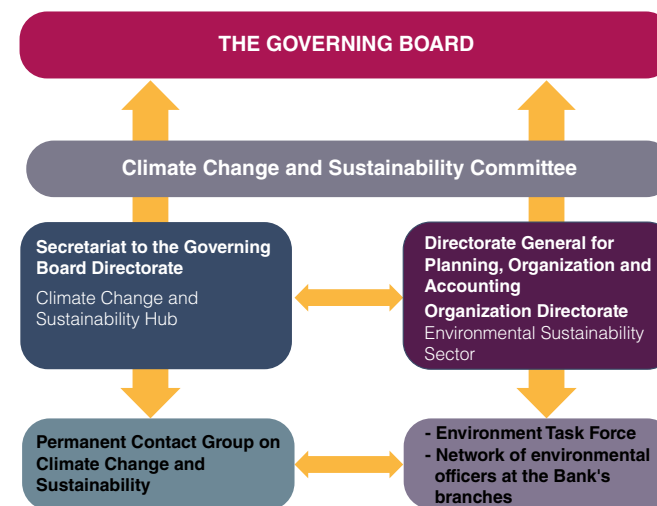 THE GOVERNING BOARD
Climate Change and Sustainability Committee
Secretariat to the Governing
Board Directorate
Climate Change and
Sustainability Hub
Directorate General for
Planning, Organization and
Accounting
Organization Directorate
Environmental Sustainability
Sector
Permanent Contact Group on
Climate Change and
Sustainability
- Environment Task Force
- Network of environmental
officers at the Bank's
branches